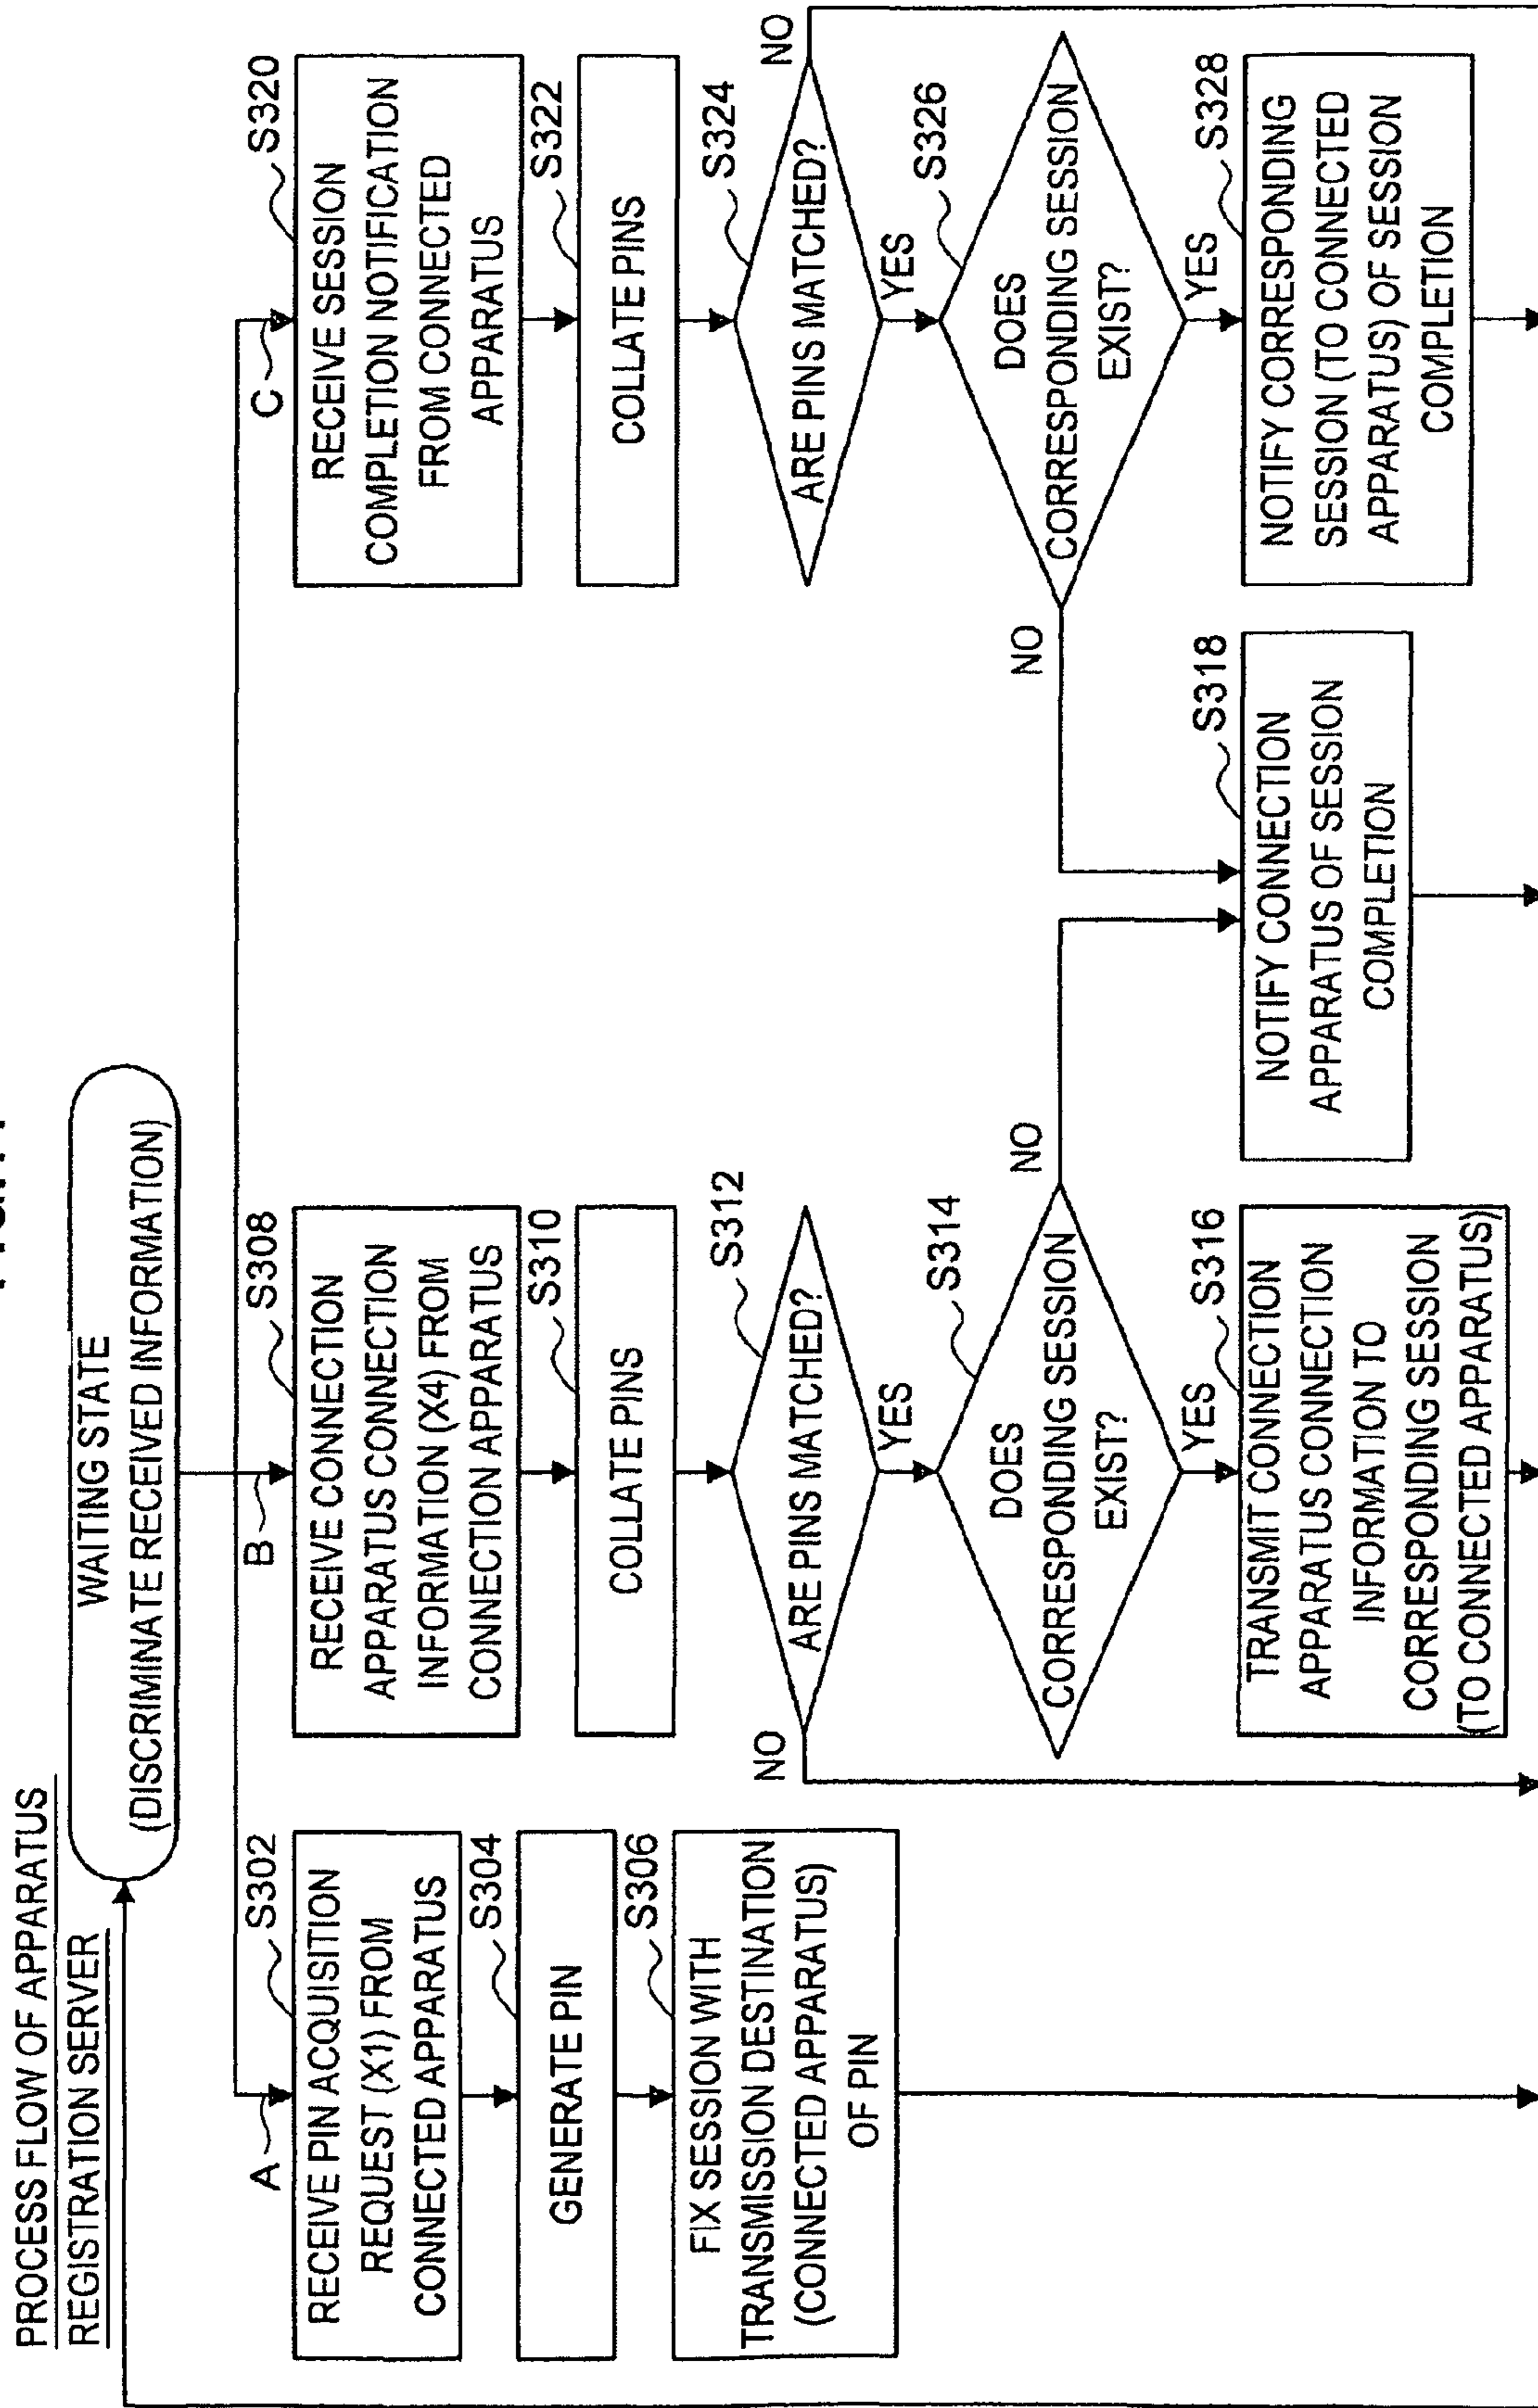 PROCESS FLOW OF APPARATUS
REGISTRATION SERVER
WAITING STATE
(DISCRIMINATE RECEIVED INFORMATION)
A
S302
RECEIVE PIN ACQUISITION
REQUEST (X1) FROM
CONNECTED APPARATUS
S304
GENERATE PIN
S306
FIX SESSION WITH
TRANSMISSION DESTINATION
(CONNECTED APPARATUS)
OF PIN
B
S308
RECEIVE CONNECTION
APPARATUS CONNECTION
INFORMATION (X4) FROM
CONNECTION APPARATUS
S310
COLLATE PINS
S312
ARE PINS MATCHED?
NO
YES
S314
DOES
CORRESPONDING SESSION
EXIST?
NO
YES
S316
TRANSMIT CONNECTION
APPARATUS CONNECTION
INFORMATION TO
CORRESPONDING SESSION
(TO CONNECTED APPARATUS)
S318
NOTIFY CONNECTION
APPARATUS OF SESSION
COMPLETION
C
S320
RECEIVE SESSION
COMPLETION NOTIFICATION
FROM CONNECTED
APPARATUS
S322
COLLATE PINS
S324
ARE PINS MATCHED?
NO
YES
S326
DOES
CORRESPONDING SESSION
EXIST?
NO
YES
S328
NOTIFY CORRESPONDING
SESSION (TO CONNECTED
APPARATUS) OF SESSION
COMPLETION